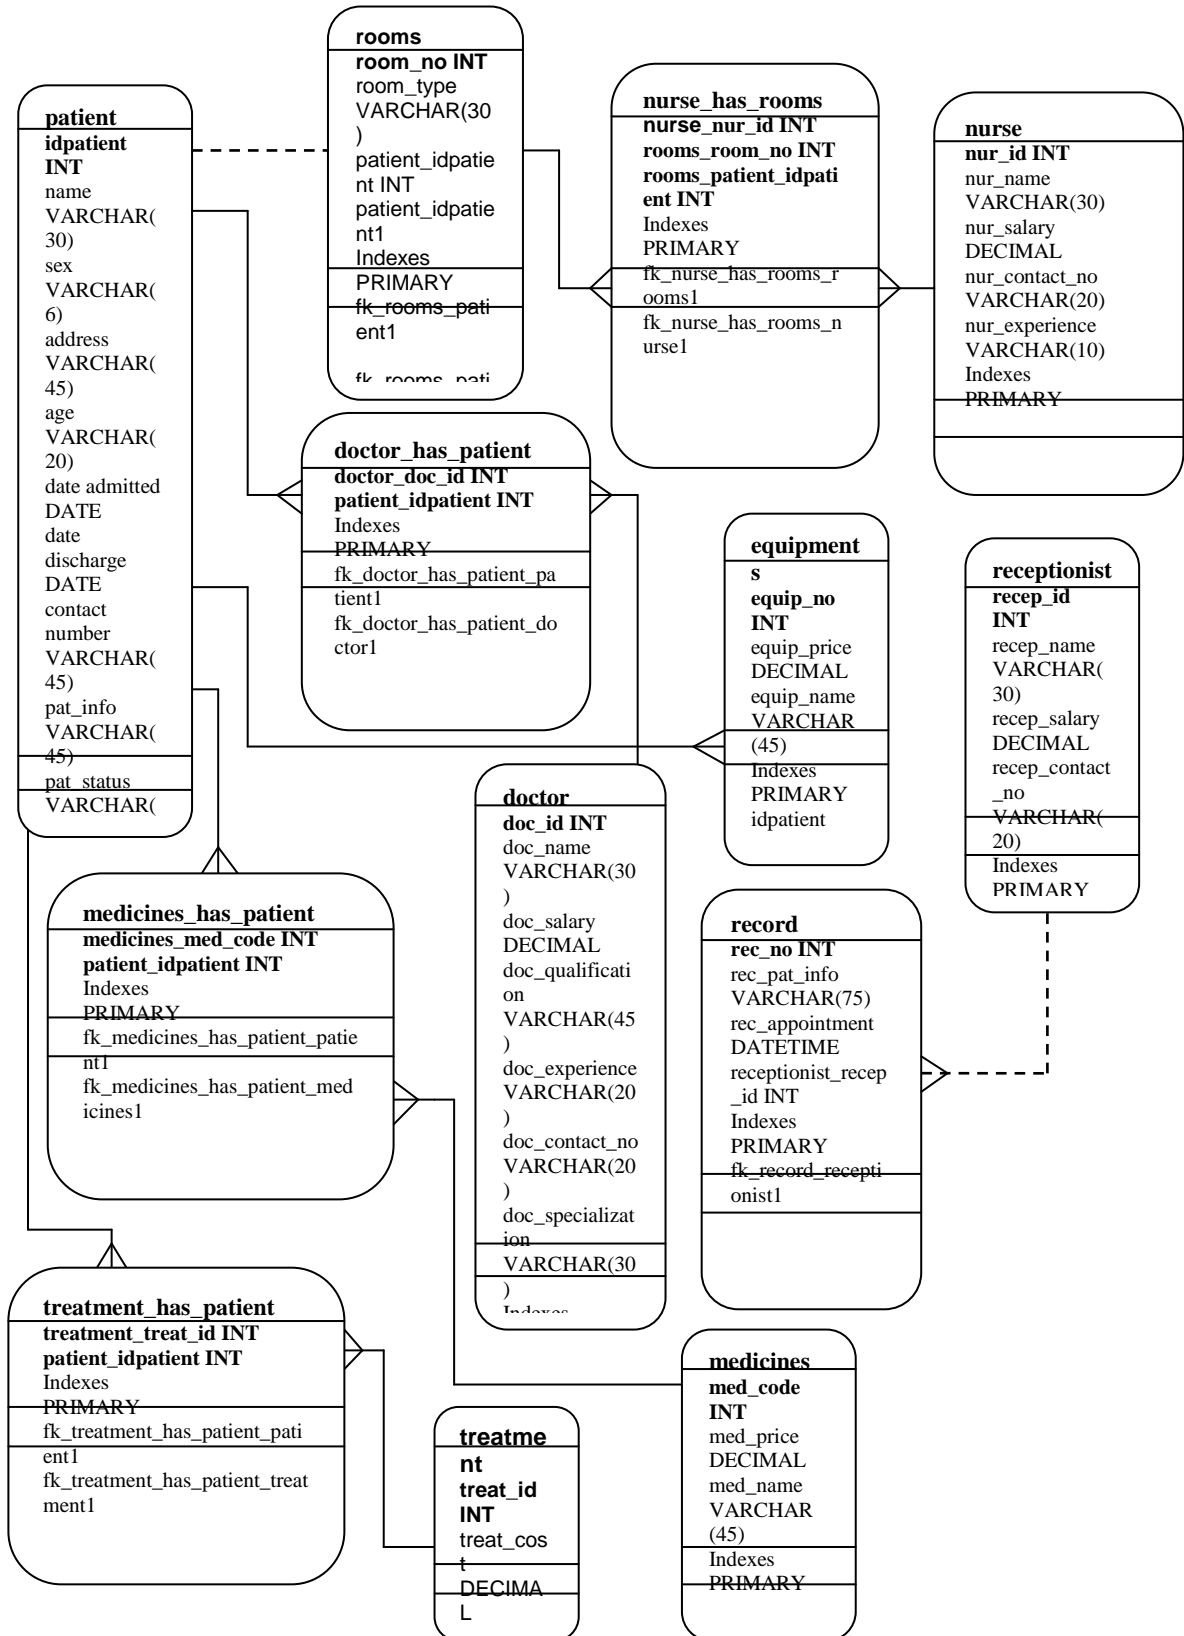 rooms
room_no INT
room_type
VARCHAR(30
)
patient_idpatie
nt INT
patient_idpatie
nt1
Indexes
PRIMARY
fk_rooms_pati
ent1
fk_rooms_pati
patient
idpatient
INT
name
VARCHAR(
30)
sex
VARCHAR(
6)
address
VARCHAR(
45)
age
VARCHAR(
20)
date admitted
DATE
date
discharge
DATE
contact
number
VARCHAR(
45)
pat_info
VARCHAR(
45)
pat_status
VARCHAR(
nurse_has_rooms
nurse_nur_id INT
rooms_room_no INT
rooms_patient_idpati
ent INT
Indexes
PRIMARY
fk_nurse_has_rooms_r
ooms1
fk_nurse_has_rooms_n
urse1
nurse
nur_id INT
nur_name
VARCHAR(30)
nur_salary
DECIMAL
nur_contact_no
VARCHAR(20)
nur_experience
VARCHAR(10)
Indexes
PRIMARY
doctor_has_patient
doctor_doc_id INT
patient_idpatient INT
Indexes
PRIMARY
fk_doctor_has_patient_pa
tient1
fk_doctor_has_patient_do
ctor1
equipment
s
equip_no
INT
equip_price
DECIMAL
equip_name
VARCHAR
(45)
Indexes
PRIMARY
idpatient
receptionist
recep_id
INT
recep_name
VARCHAR(
30)
recep_salary
DECIMAL
recep_contact
_no
VARCHAR(
20)
Indexes
PRIMARY
doctor
doc_id INT
doc_name
VARCHAR(30
)
doc_salary
DECIMAL
doc_qualificati
on
VARCHAR(45
)
doc_experience
VARCHAR(20
)
doc_contact_no
VARCHAR(20
)
doc_specializat
ion
VARCHAR(30
)
Indexes
medicines_has_patient
medicines_med_code INT
patient_idpatient INT
Indexes
PRIMARY
fk_medicines_has_patient_patie
nt1
fk_medicines_has_patient_med
icines1
record
rec_no INT
rec_pat_info
VARCHAR(75)
rec_appointment
DATETIME
receptionist_recep
_id INT
Indexes
PRIMARY
fk_record_recepti
onist1
treatment_has_patient
treatment_treat_id INT
patient_idpatient INT
Indexes
PRIMARY
fk_treatment_has_patient_pati
ent1
fk_treatment_has_patient_treat
ment1
treatme
nt
treat_id
INT
treat_cos
t
DECIMA
L
medicines
med_code
INT
med_price
DECIMAL
med_name
VARCHAR
(45)
Indexes
PRIMARY